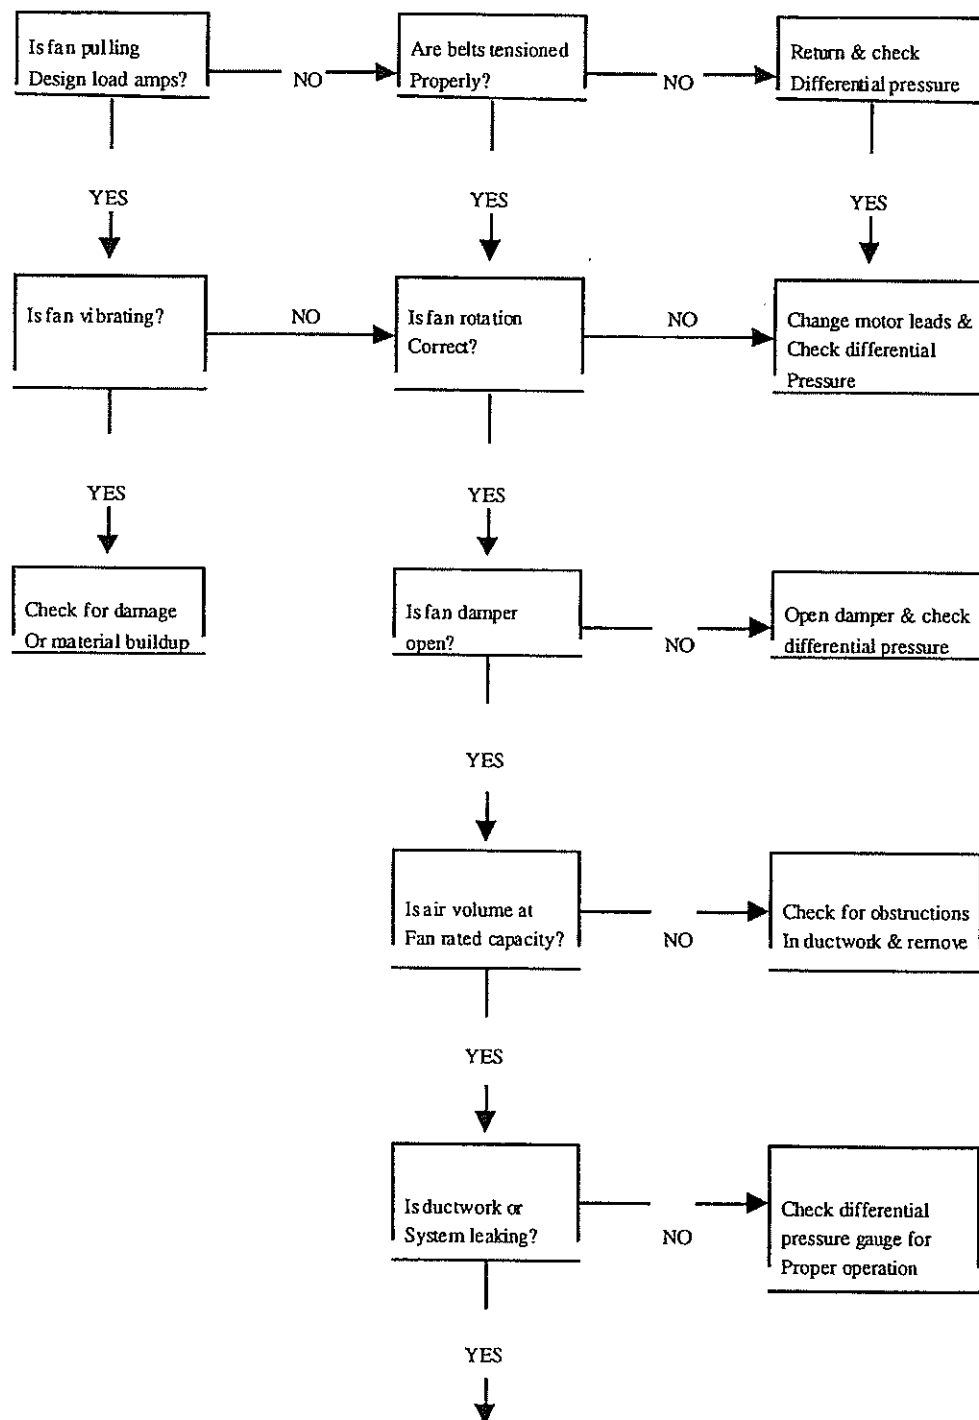 Is fan pulling
Design load amps?
NO
Are belts tensioned
Properly?
NO
Return & check
Differential pressure
YES
YES
YES
Is fan vibrating?
NO
Is fan rotation
Correct?
NO
Change motor leads &
Check differential
Pressure
YES
YES
Check for damage
Or material buildup
Is fan damper
open?
NO
Open damper & check
differential pressure
YES
Is air volume at
Fan rated capacity?
NO
Check for obstructions
In ductwork & remove
YES
Is ductwork or
System leaking?
NO
Check differential
pressure gauge for
Proper operation
YES